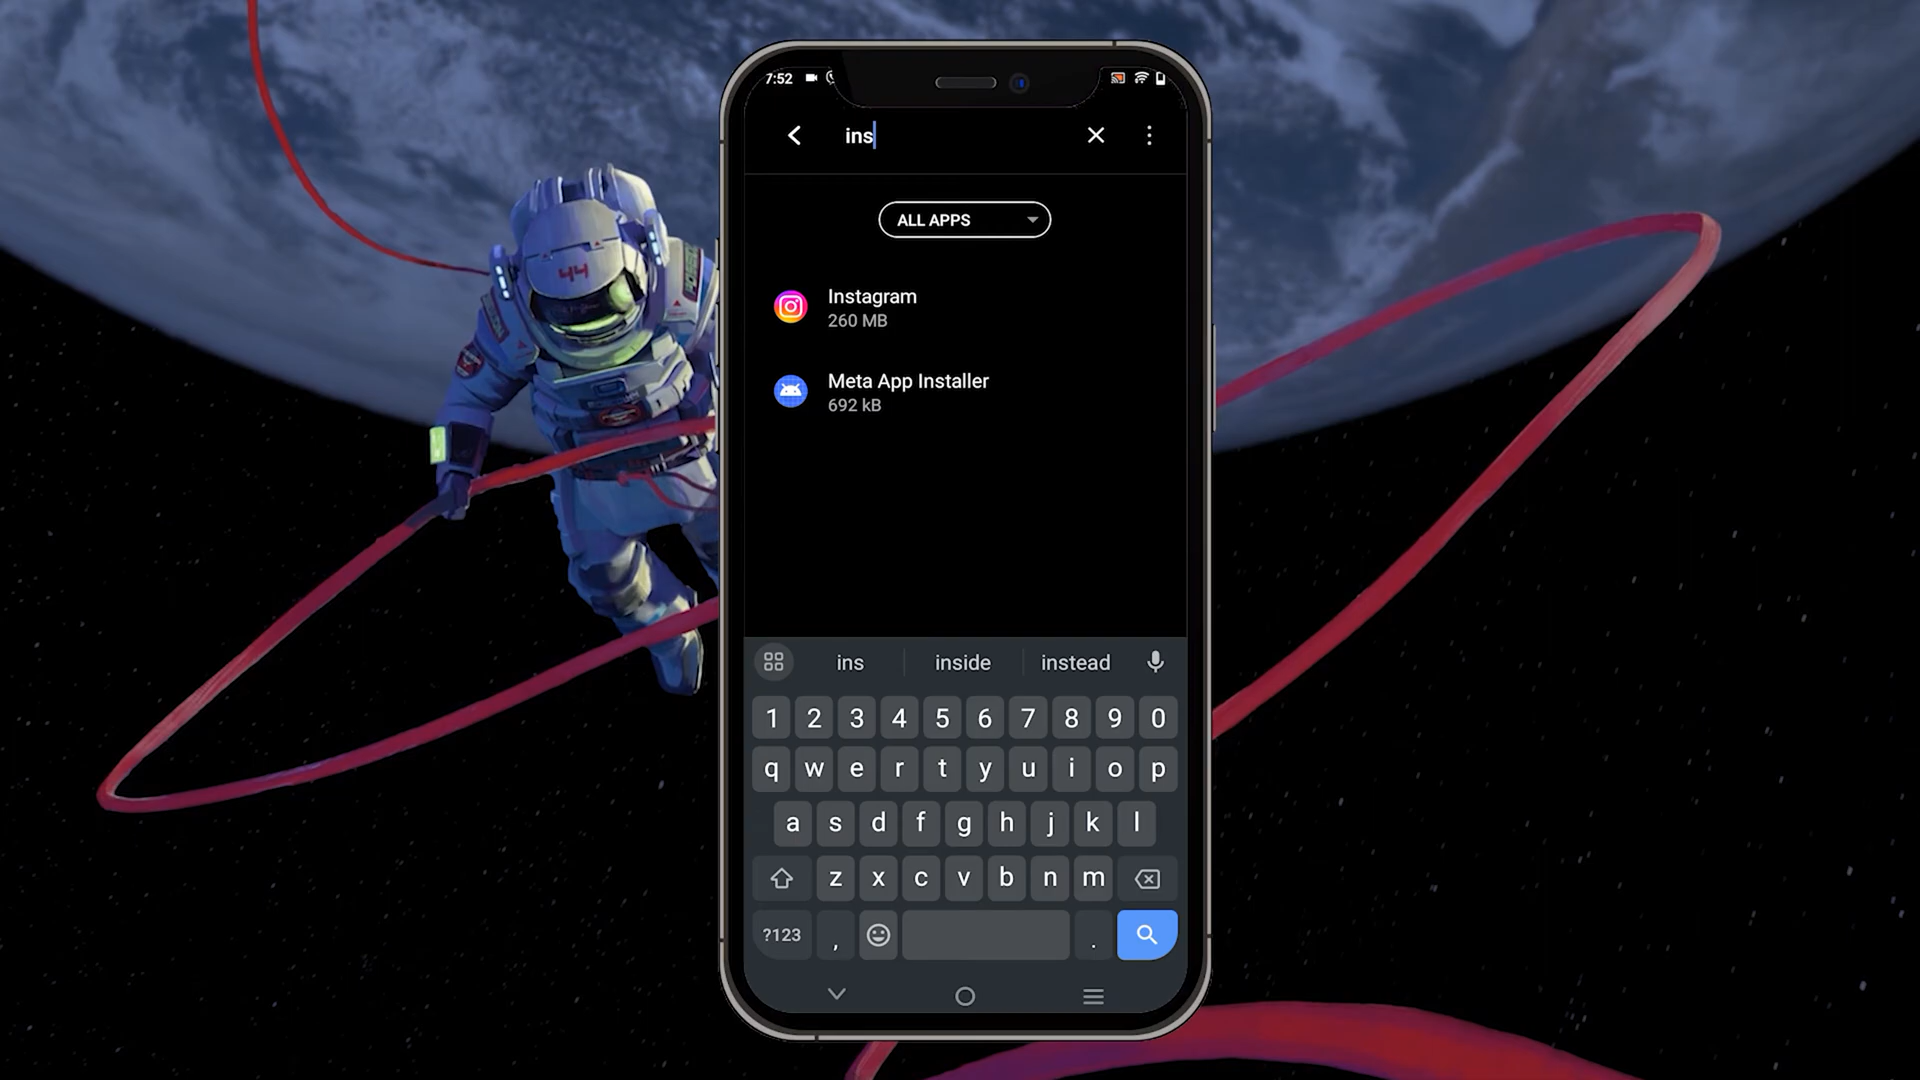 7:52
ins
ALL APPS
Instagram
260 MB
Meta App Installer
692 kB
ins inside instead
1 2 3 4 5 6 7 8 9 0
q w e r t y u i o p
a s d f g h j k l
z x c v b n m
?123 , .
44